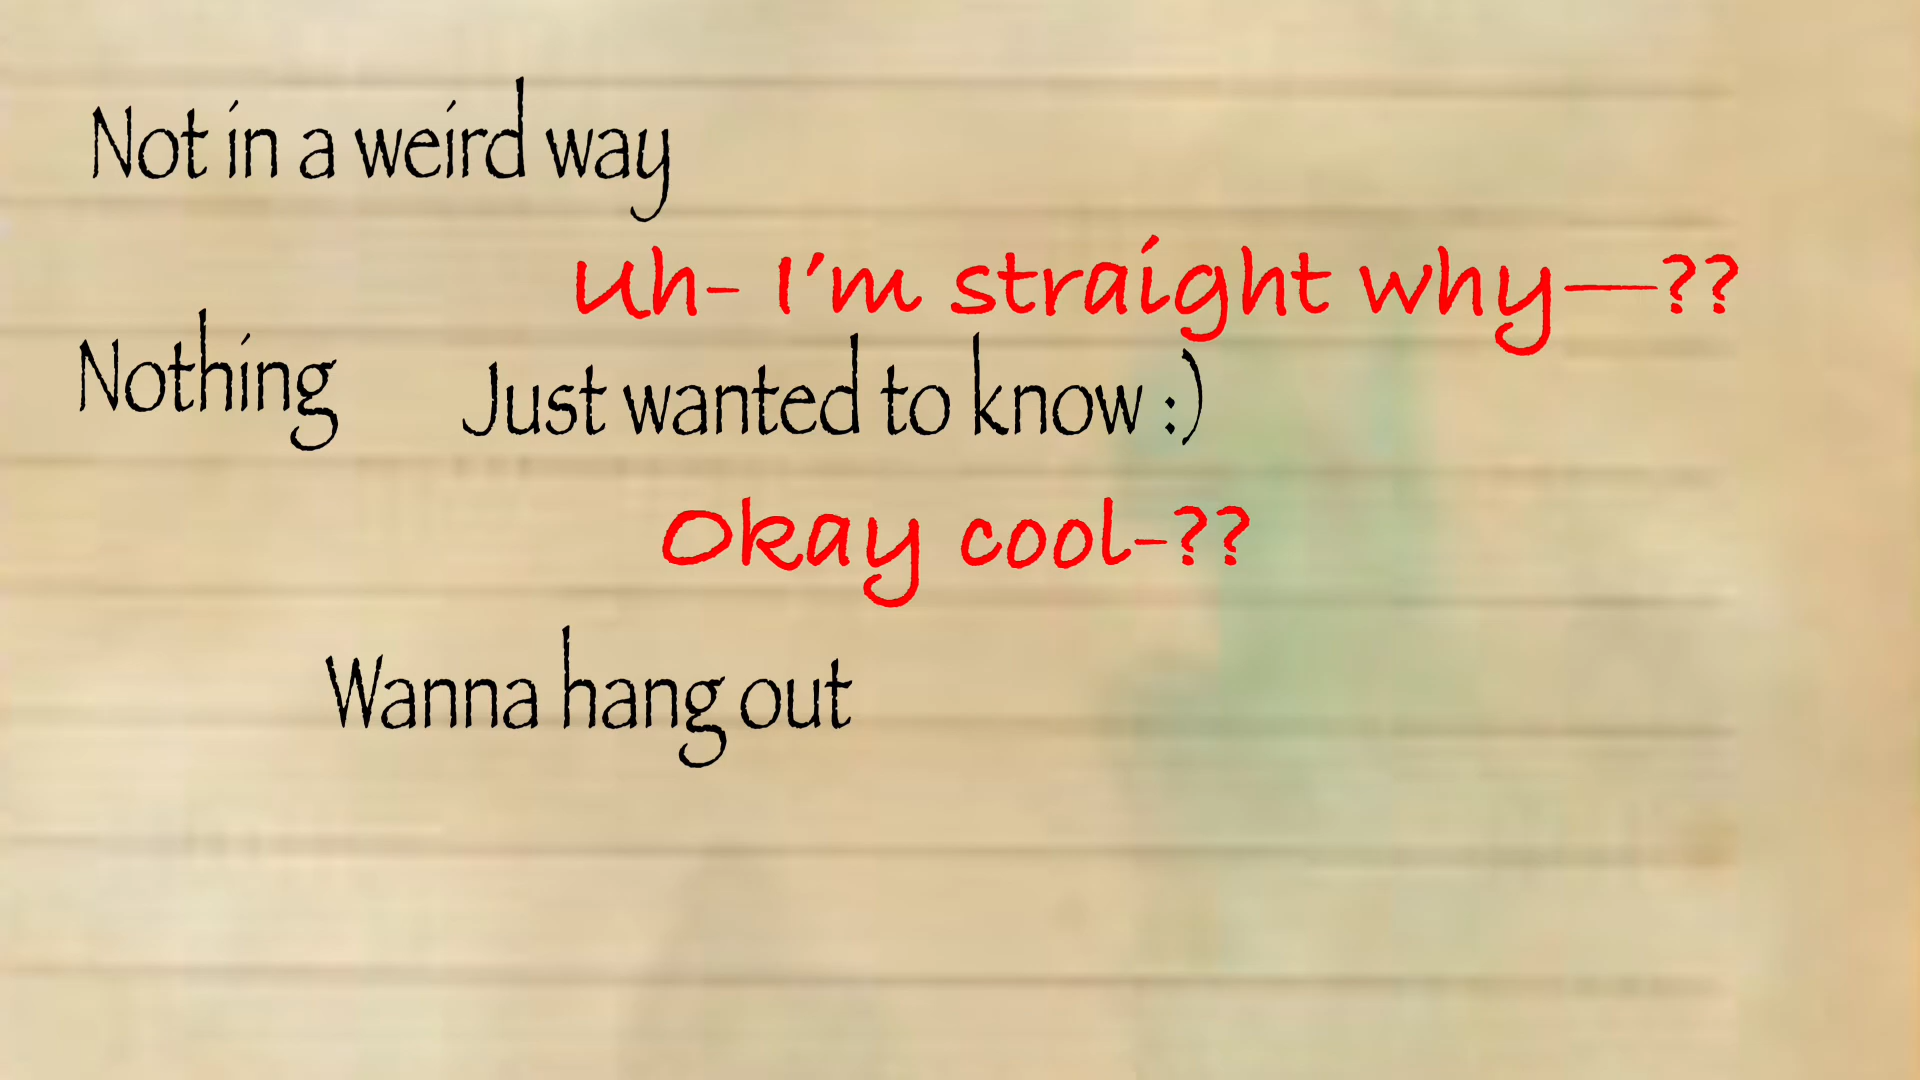 Not in a weird way
Uh- I'm straight why—??
Nothing
Just wanted to know :)
Okay cool-??
Wanna hang out